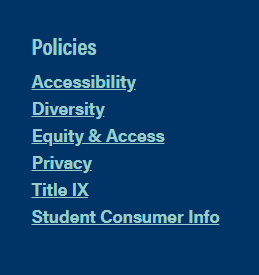 Policies
Accessibility
Diversity
Equity & Access
Privacy
Title IX
Student Consumer Info